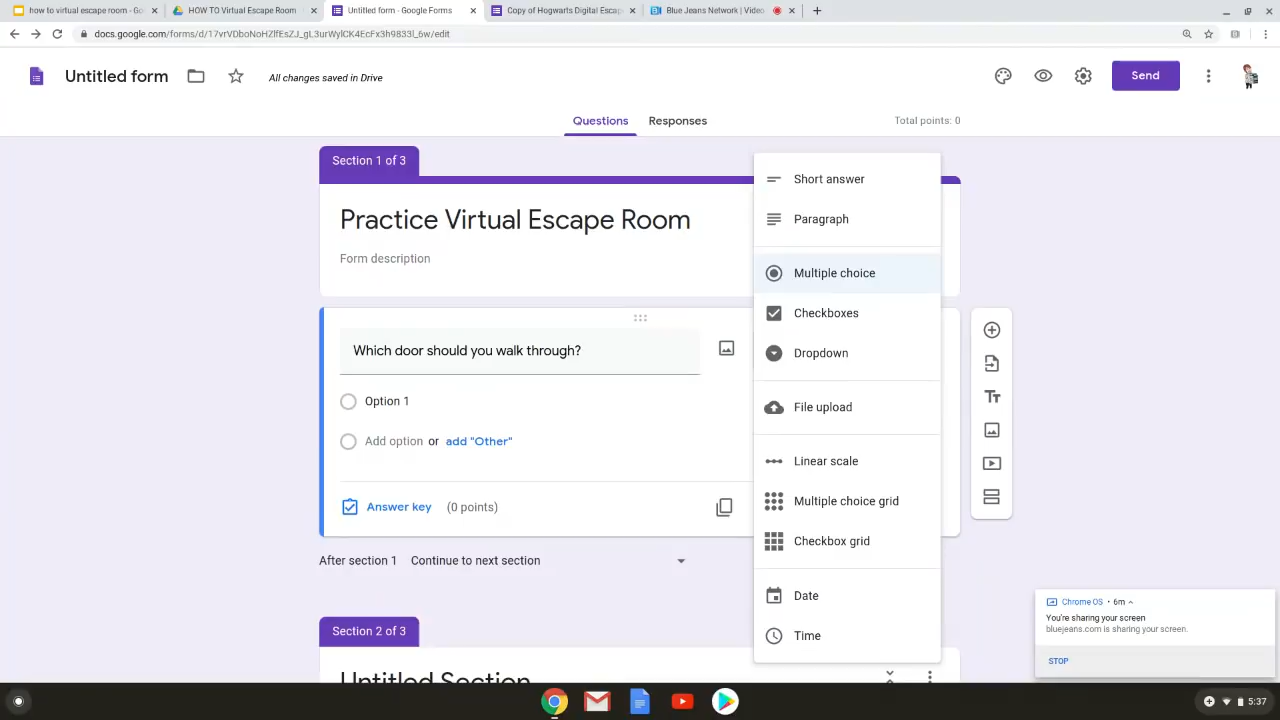 how to virtual escape room - Go
HOW TO Virtual Escape Room
Untitled form - Google Forms
Copy of Hogwarts Digital Escap
Blue Jeans Network | Video
docs.google.com/forms/d/17vrVDboNoHZlfEsZJ_gL3urWylCK4EcFx3h9833l_6w/edit
Untitled form
All changes saved in Drive
Send
Questions
Responses
Total points: 0
Section 1 of 3
Practice Virtual Escape Room
Form description
Which door should you walk through?
Option 1
Add option or add "Other"
Answer key (0 points)
After section 1 Continue to next section
Section 2 of 3
Untitled Section
Short answer
Paragraph
Multiple choice
Checkboxes
Dropdown
File upload
Linear scale
Multiple choice grid
Checkbox grid
Date
Time
Chrome OS • 6m
You're sharing your screen
bluejeans.com is sharing your screen.
STOP
5:37